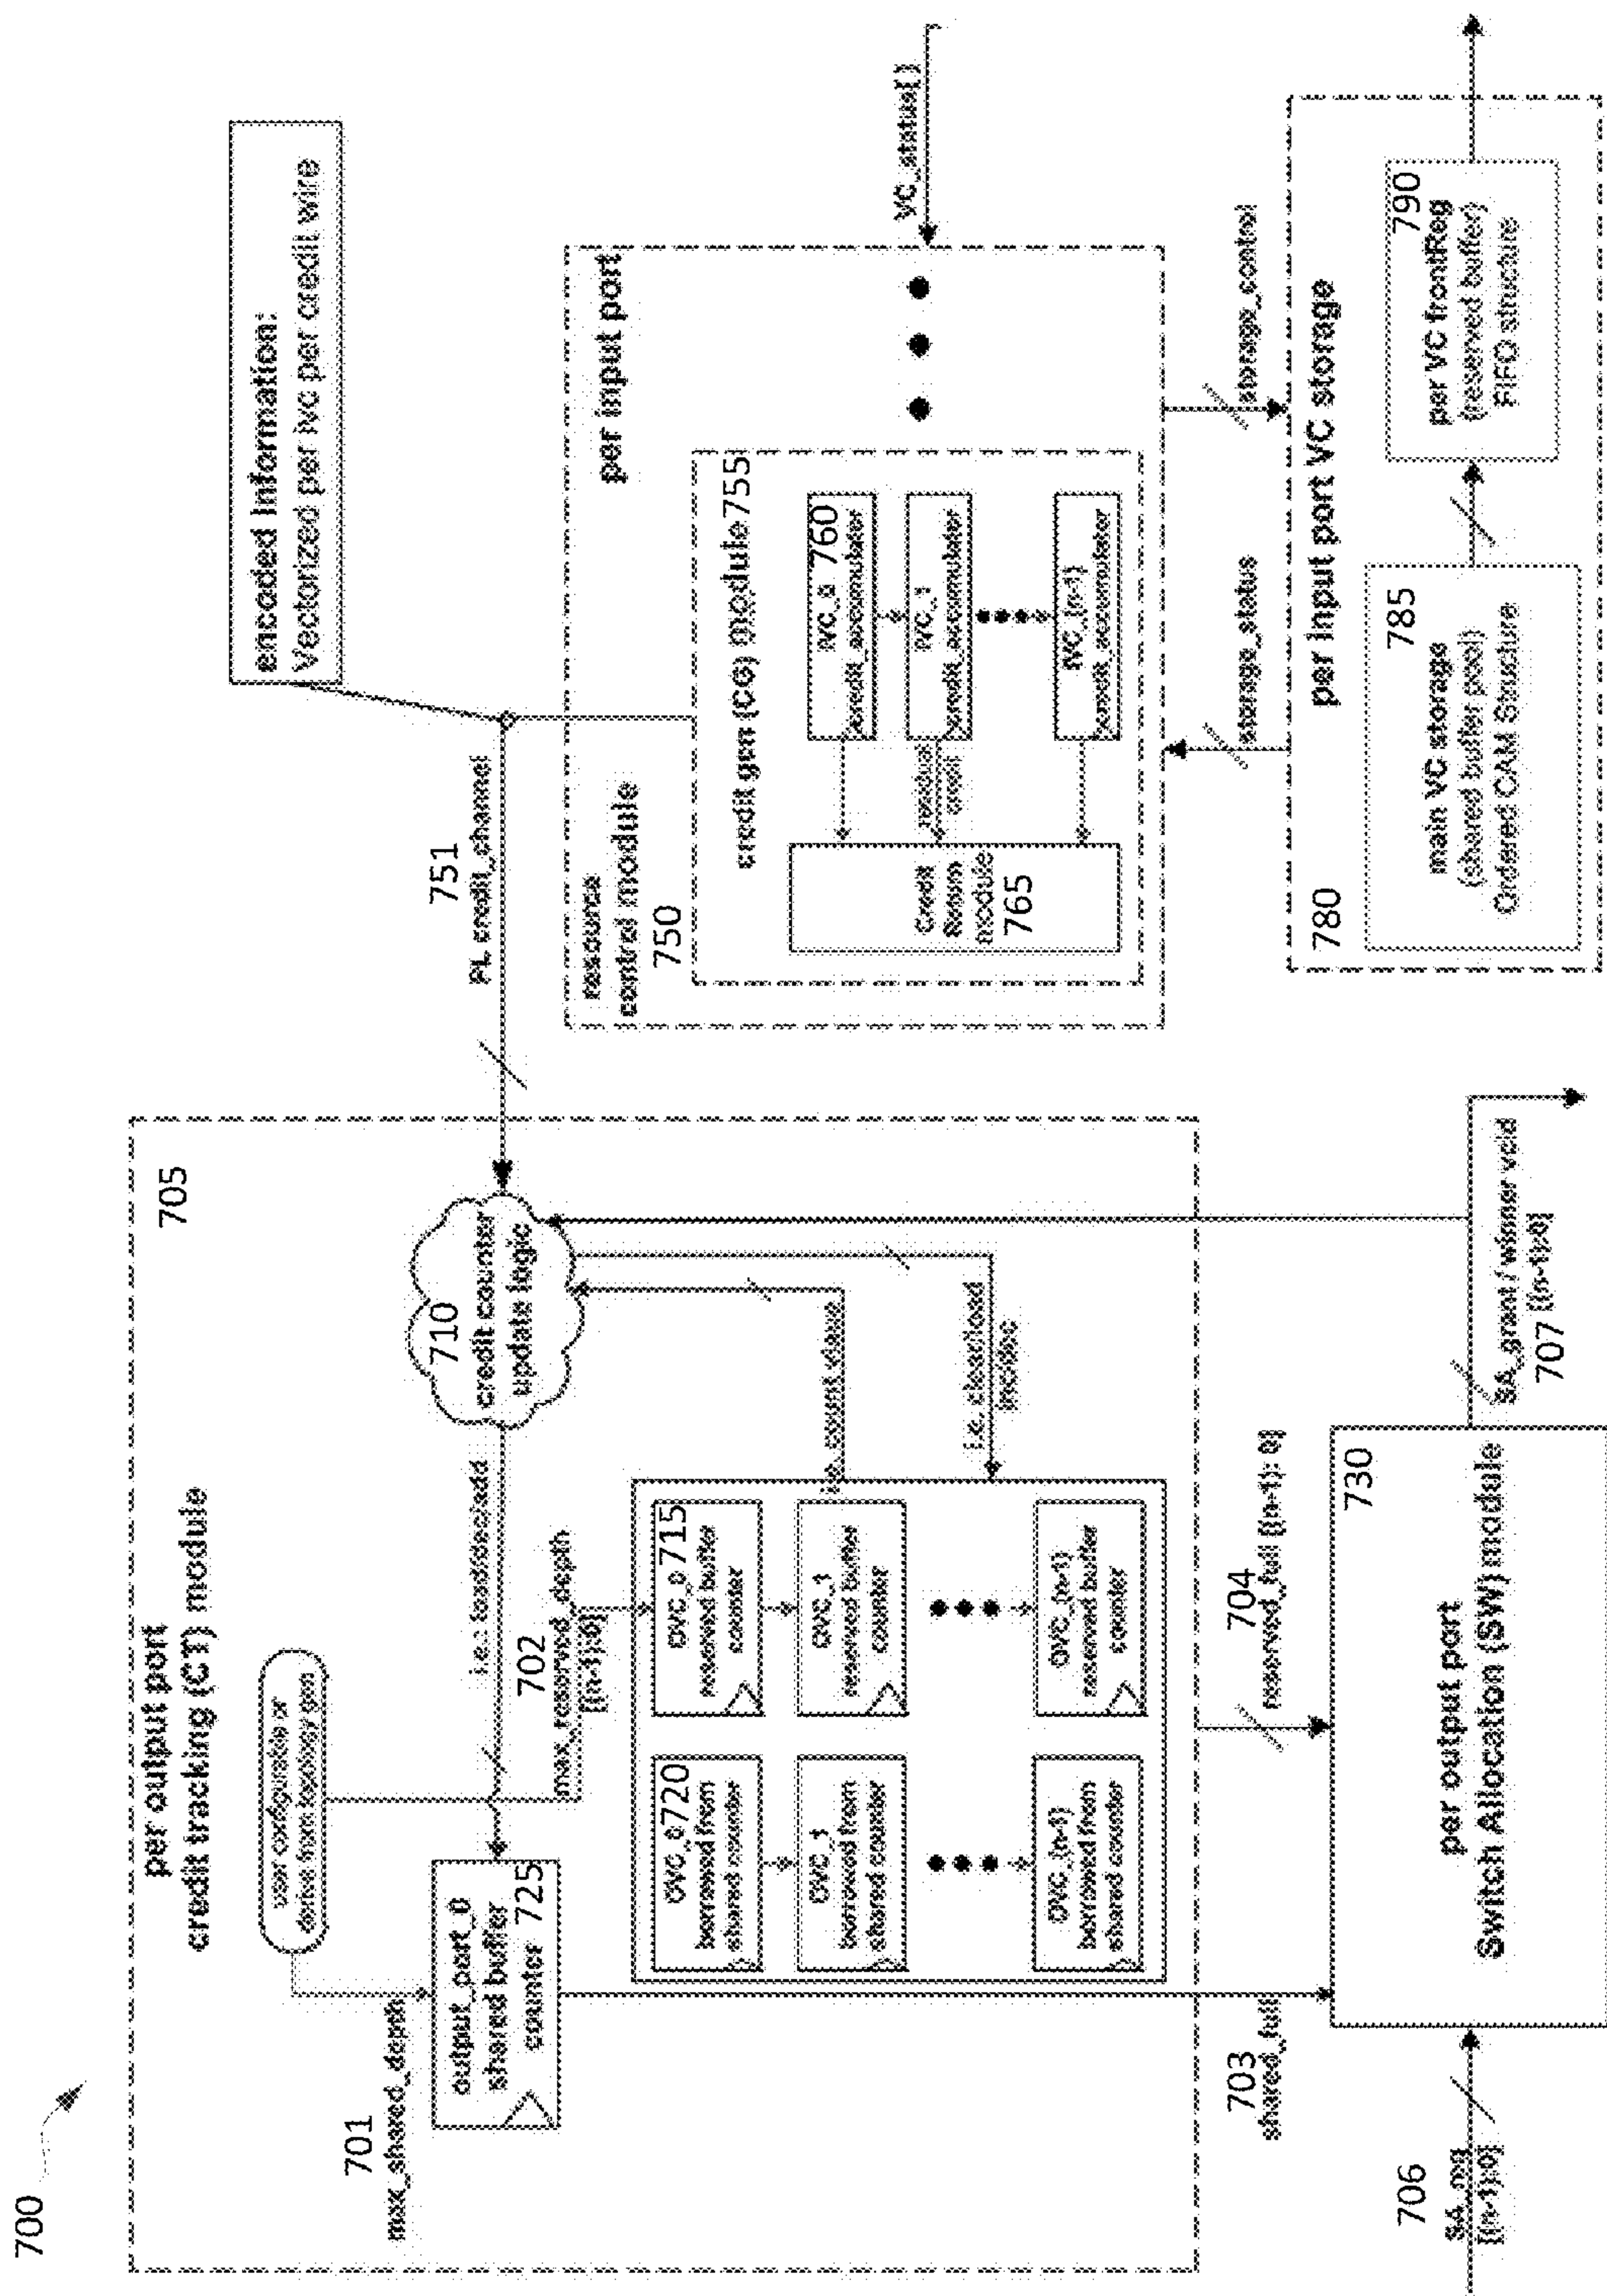 700
per output port
credit tracking (CT) module
705
user configurable or
derive from topology gen
701
max_shared_depth
output_port_0
shared buffer
counter 725
i.e.: load/dec/add
710
credit counter
update logic
702
max_reserved_depth
[(n-1):0]
OVC_0 720
borrowed from
shared counter
OVC_1
borrowed from
shared counter
OVC_(n-1)
borrowed from
shared counter
OVC_0 715
reserved buffer
counter
OVC_1
reserved buffer
counter
OVC_(n-1)
reserved buffer
counter
i.e. count value
i.e. clear/load
inc/dec
703
shared_full
704
reserved_full [(n-1): 0]
706
SA_req
[(n-1):0]
730
per output port
Switch Allocation (SW) module
SA_grant / winner vcid
707 [(n-1):0]
751
PL credit_channel
encoded information:
Vectorized per ivc per credit wire
resource
control module
750
per input port
credit gen (CG) module 755
Credit
Return
module
765
residual
credit
IVC_0 760
credit_accumulator
IVC_1
credit_accumulator
IVC_(n-1)
credit_accumulator
VC_status[]
storage_status
storage_control
780
per input port VC storage
785
main VC storage
(shared buffer pool)
Ordered CAM Structure
790
per VC frontReg
(reserved buffer)
FIFO structure